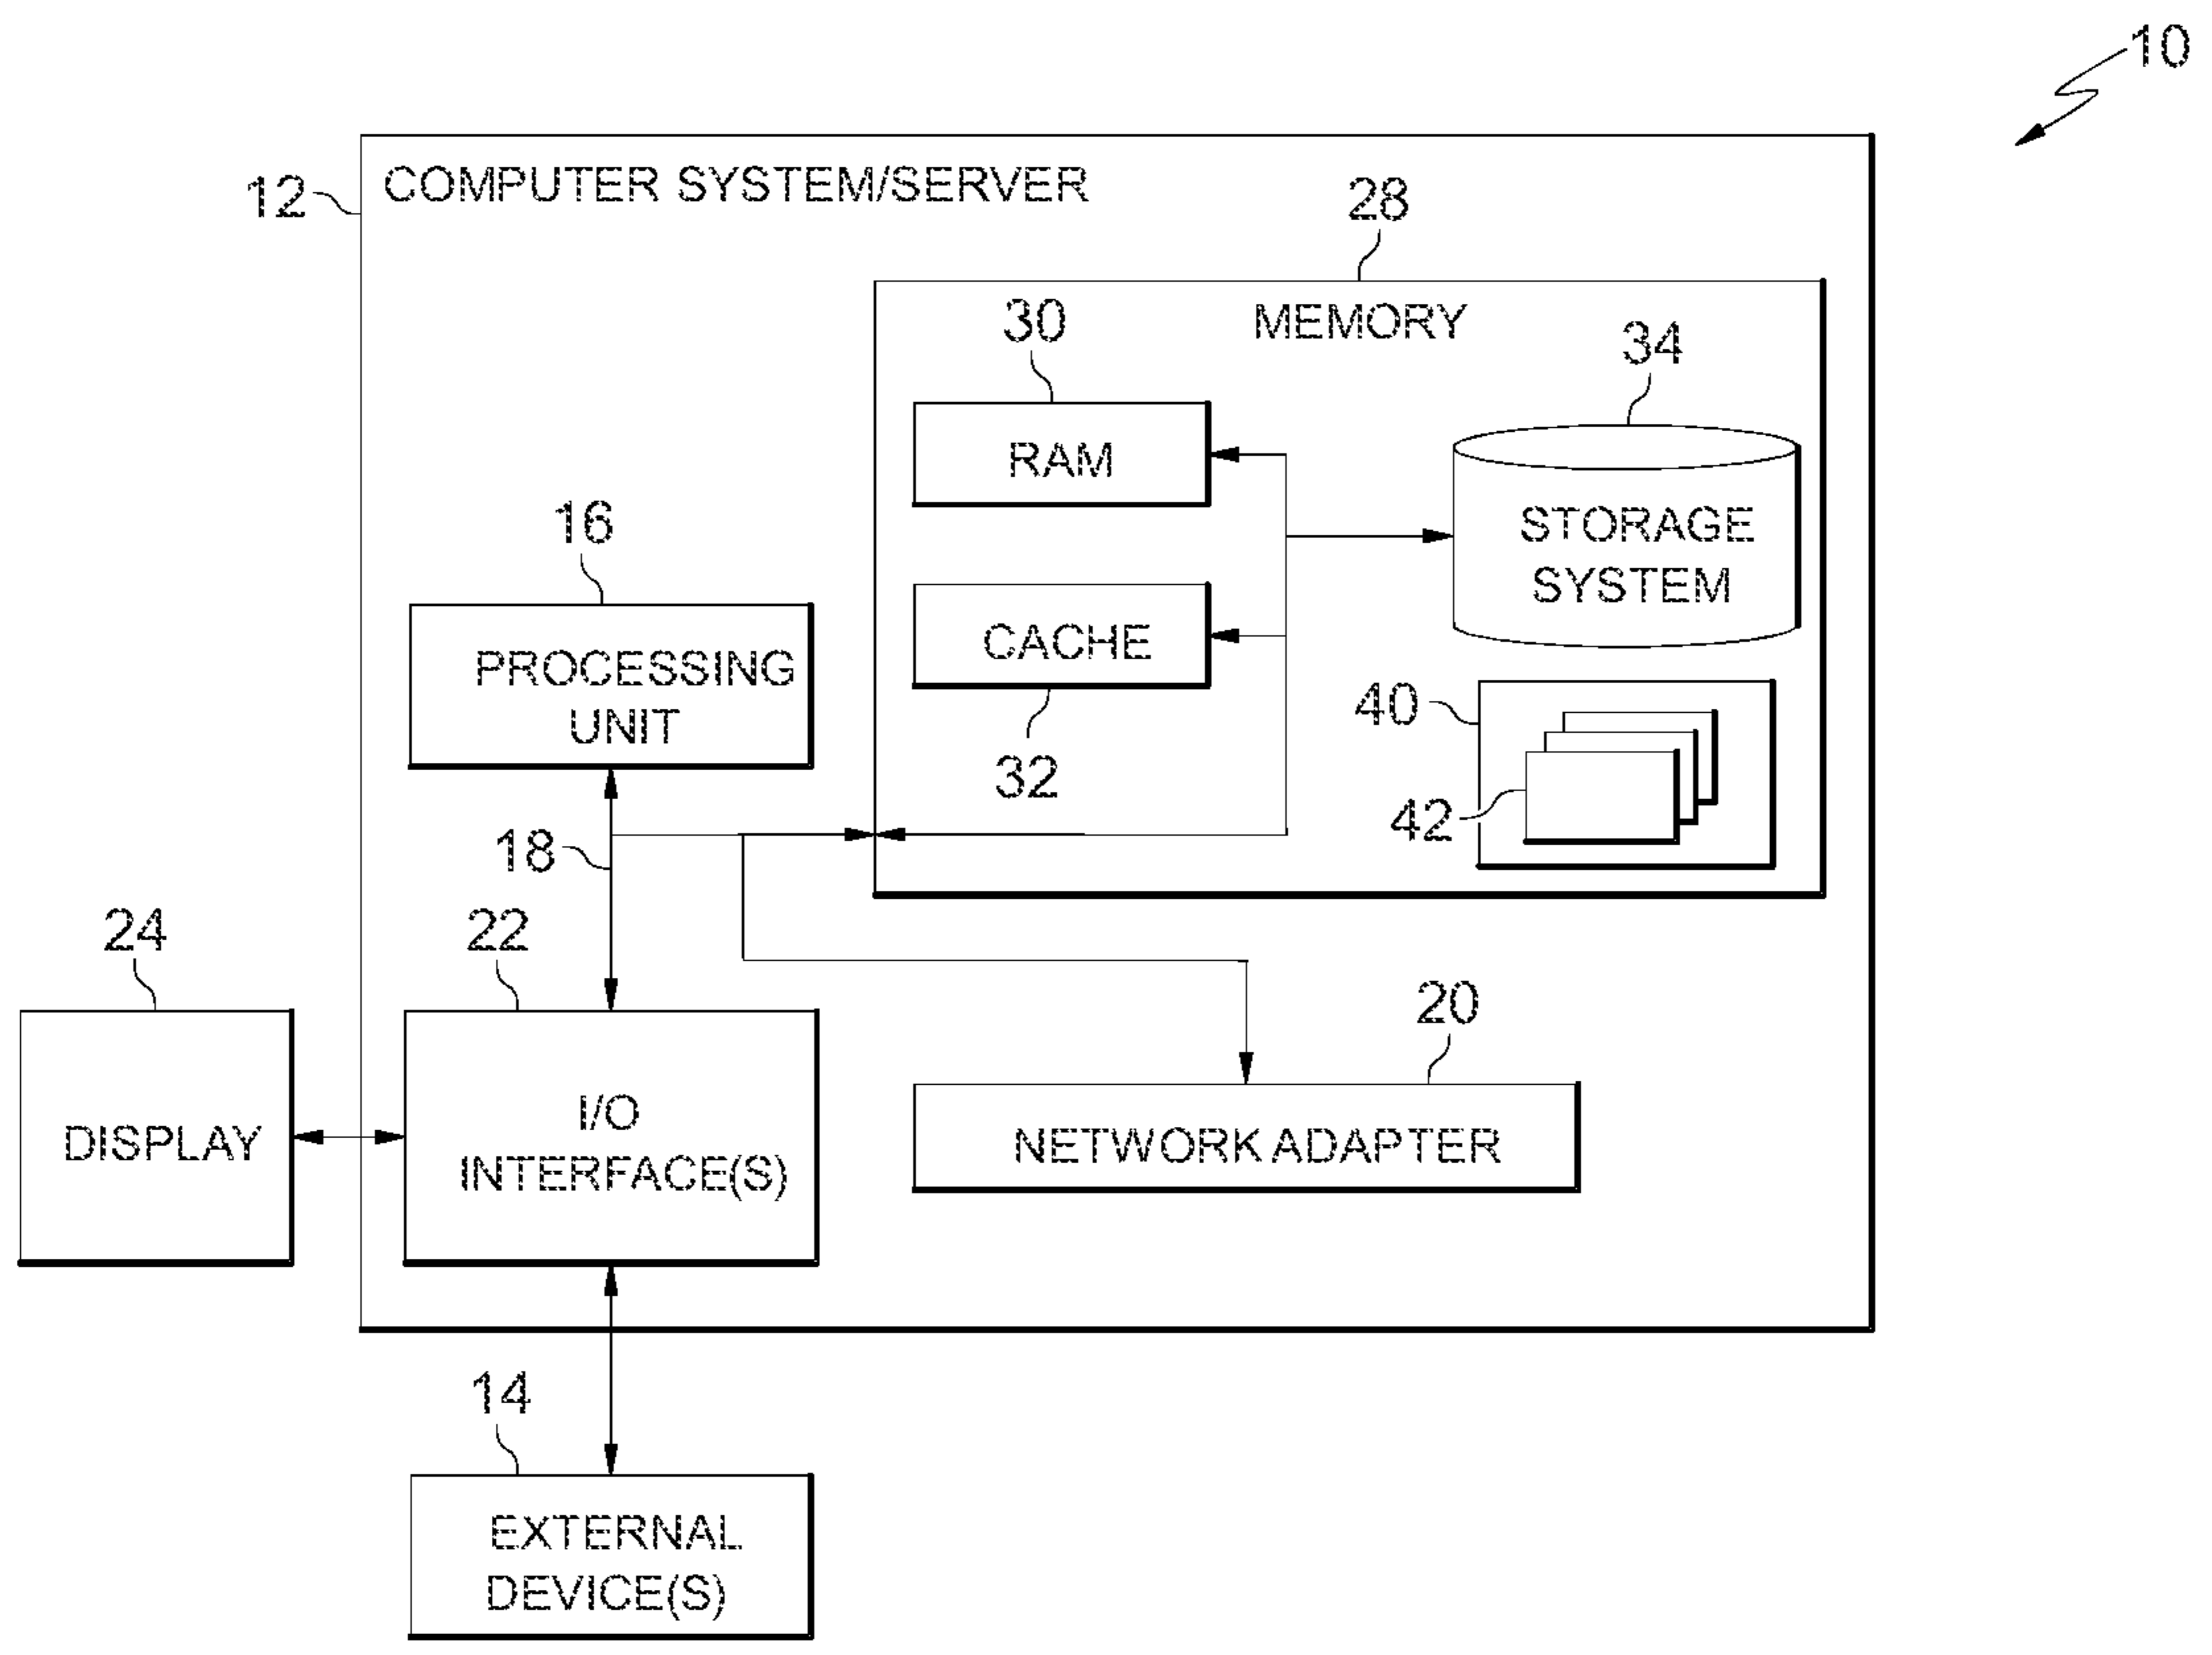 10
12
COMPUTER SYSTEM/SERVER
28
MEMORY
30
RAM
34
STORAGE
SYSTEM
16
PROCESSING
UNIT
CACHE
32
40
42
18
24
DISPLAY
22
I/O
INTERFACE(S)
20
NETWORK ADAPTER
14
EXTERNAL
DEVICE(S)